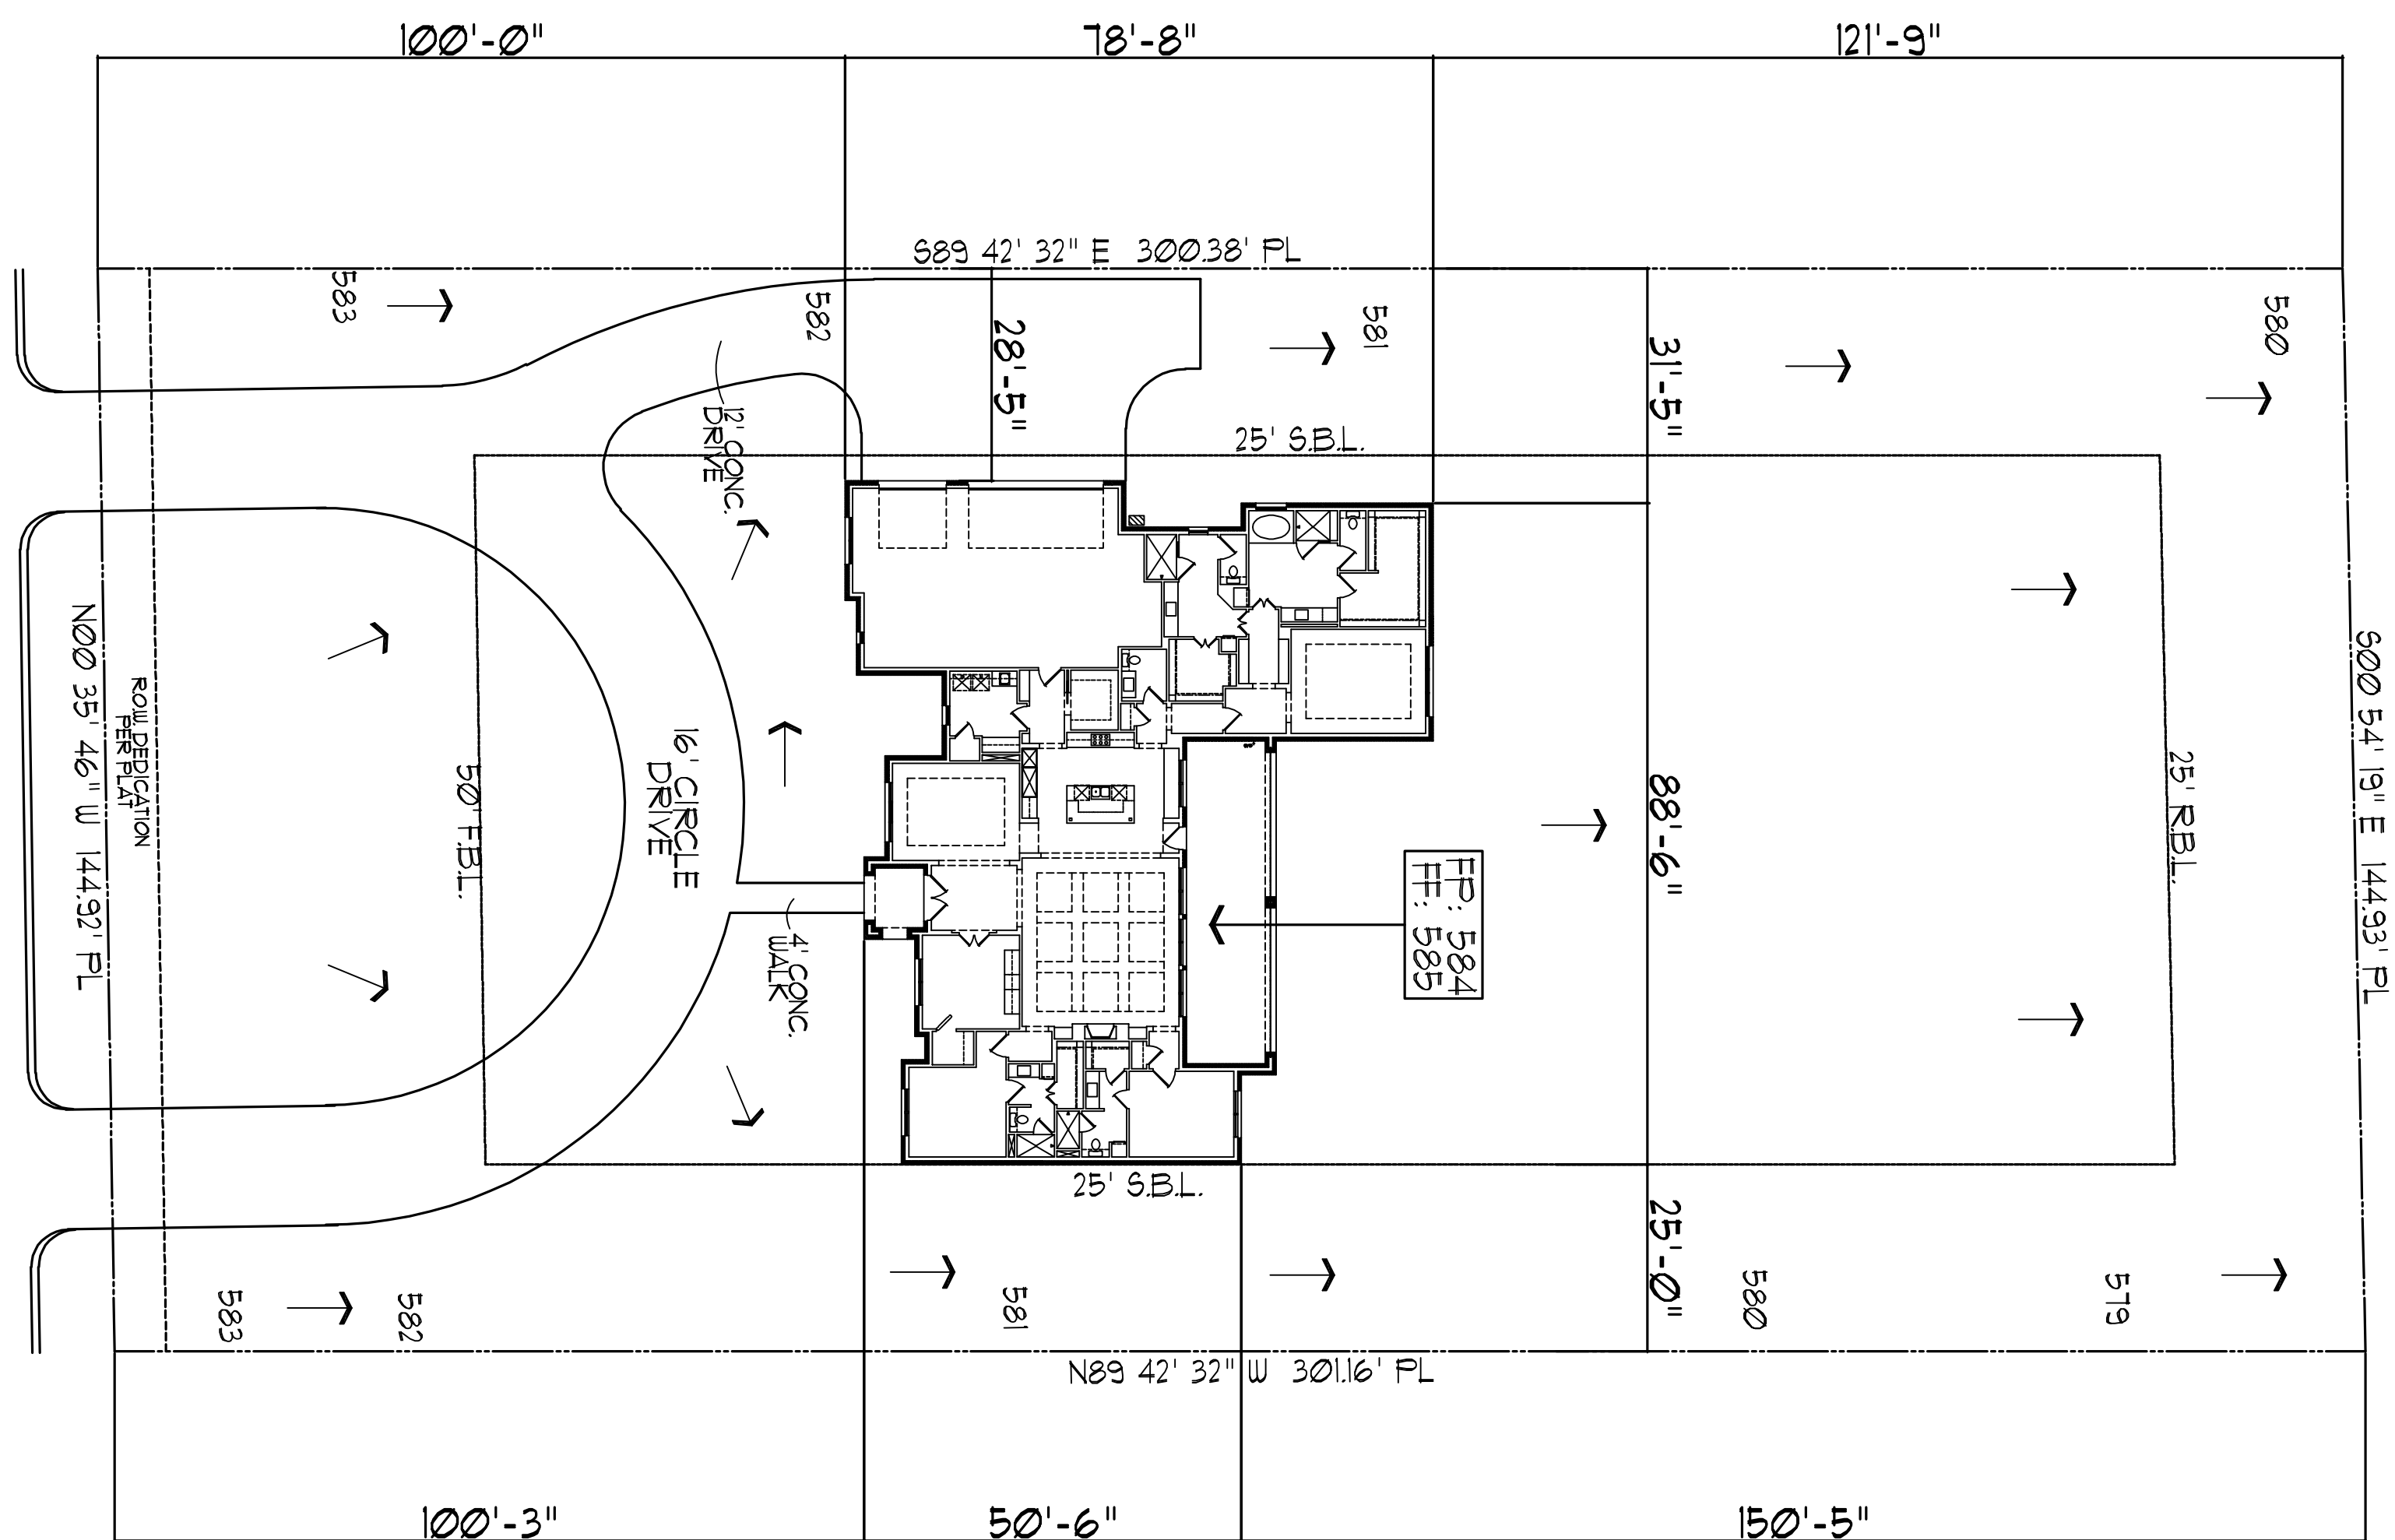 100'-0"
78'-8"
121'-9"
S89 42' 32" E 300.38' PL
583
582
28'-5"
581
31'-5"
580
12' CONC.
DRIVE
25' S.B.L.
N00 35' 46" W 144.92' PL
R.O.W. DEDICATION
PER PLAT
50' F.B.L.
16' CIRCLE
DRIVE
4' CONC.
WALK
FP: 584
FF: 585
88'-6"
25' R.B.L.
S00 54' 19" E 144.93' PL
25' S.B.L.
25'-0"
583
582
581
580
579
N89 42' 32" W 301.16' PL
100'-3"
50'-6"
150'-5"